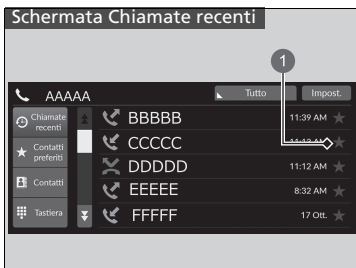 Schermata Chiamate recenti
1
AAAAA
Tutto
Impost.
Chiamate
recenti
BBBBB
11:39 AM
Contatti
preferiti
CCCCC
DDDDD
11:12 AM
Contatti
EEEEE
8:32 AM
Tastiera
FFFFF
17 Ott.